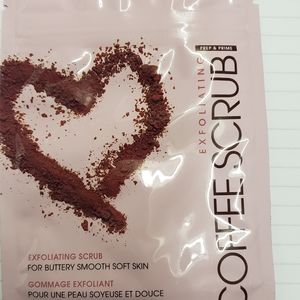 PREP & PRIME
EXFOLIATING
COFFEE SCRUB
EXFOLIATING SCRUB
FOR BUTTERY SMOOTH SOFT SKIN
GOMMAGE EXFOLIANT
POUR UNE PEAU SOYEUSE ET DOUCE